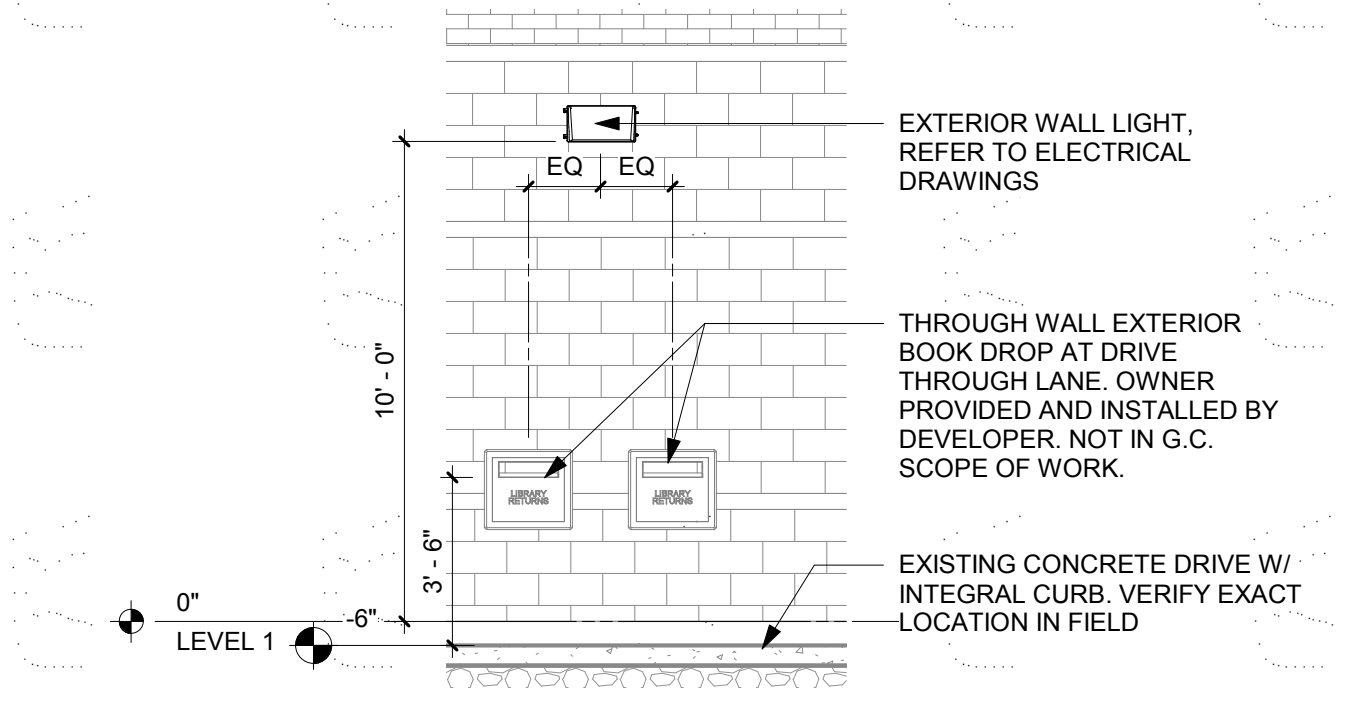 EXTERIOR WALL LIGHT,
REFER TO ELECTRICAL
DRAWINGS
EQ
EQ
10' - 0"
THROUGH WALL EXTERIOR
BOOK DROP AT DRIVE
THROUGH LANE. OWNER
PROVIDED AND INSTALLED BY
DEVELOPER. NOT IN G.C.
SCOPE OF WORK.
LIBRARY
RETURNS
LIBRARY
RETURNS
3' - 6"
EXISTING CONCRETE DRIVE W/
INTEGRAL CURB. VERIFY EXACT
LOCATION IN FIELD
0"
-6"
LEVEL 1